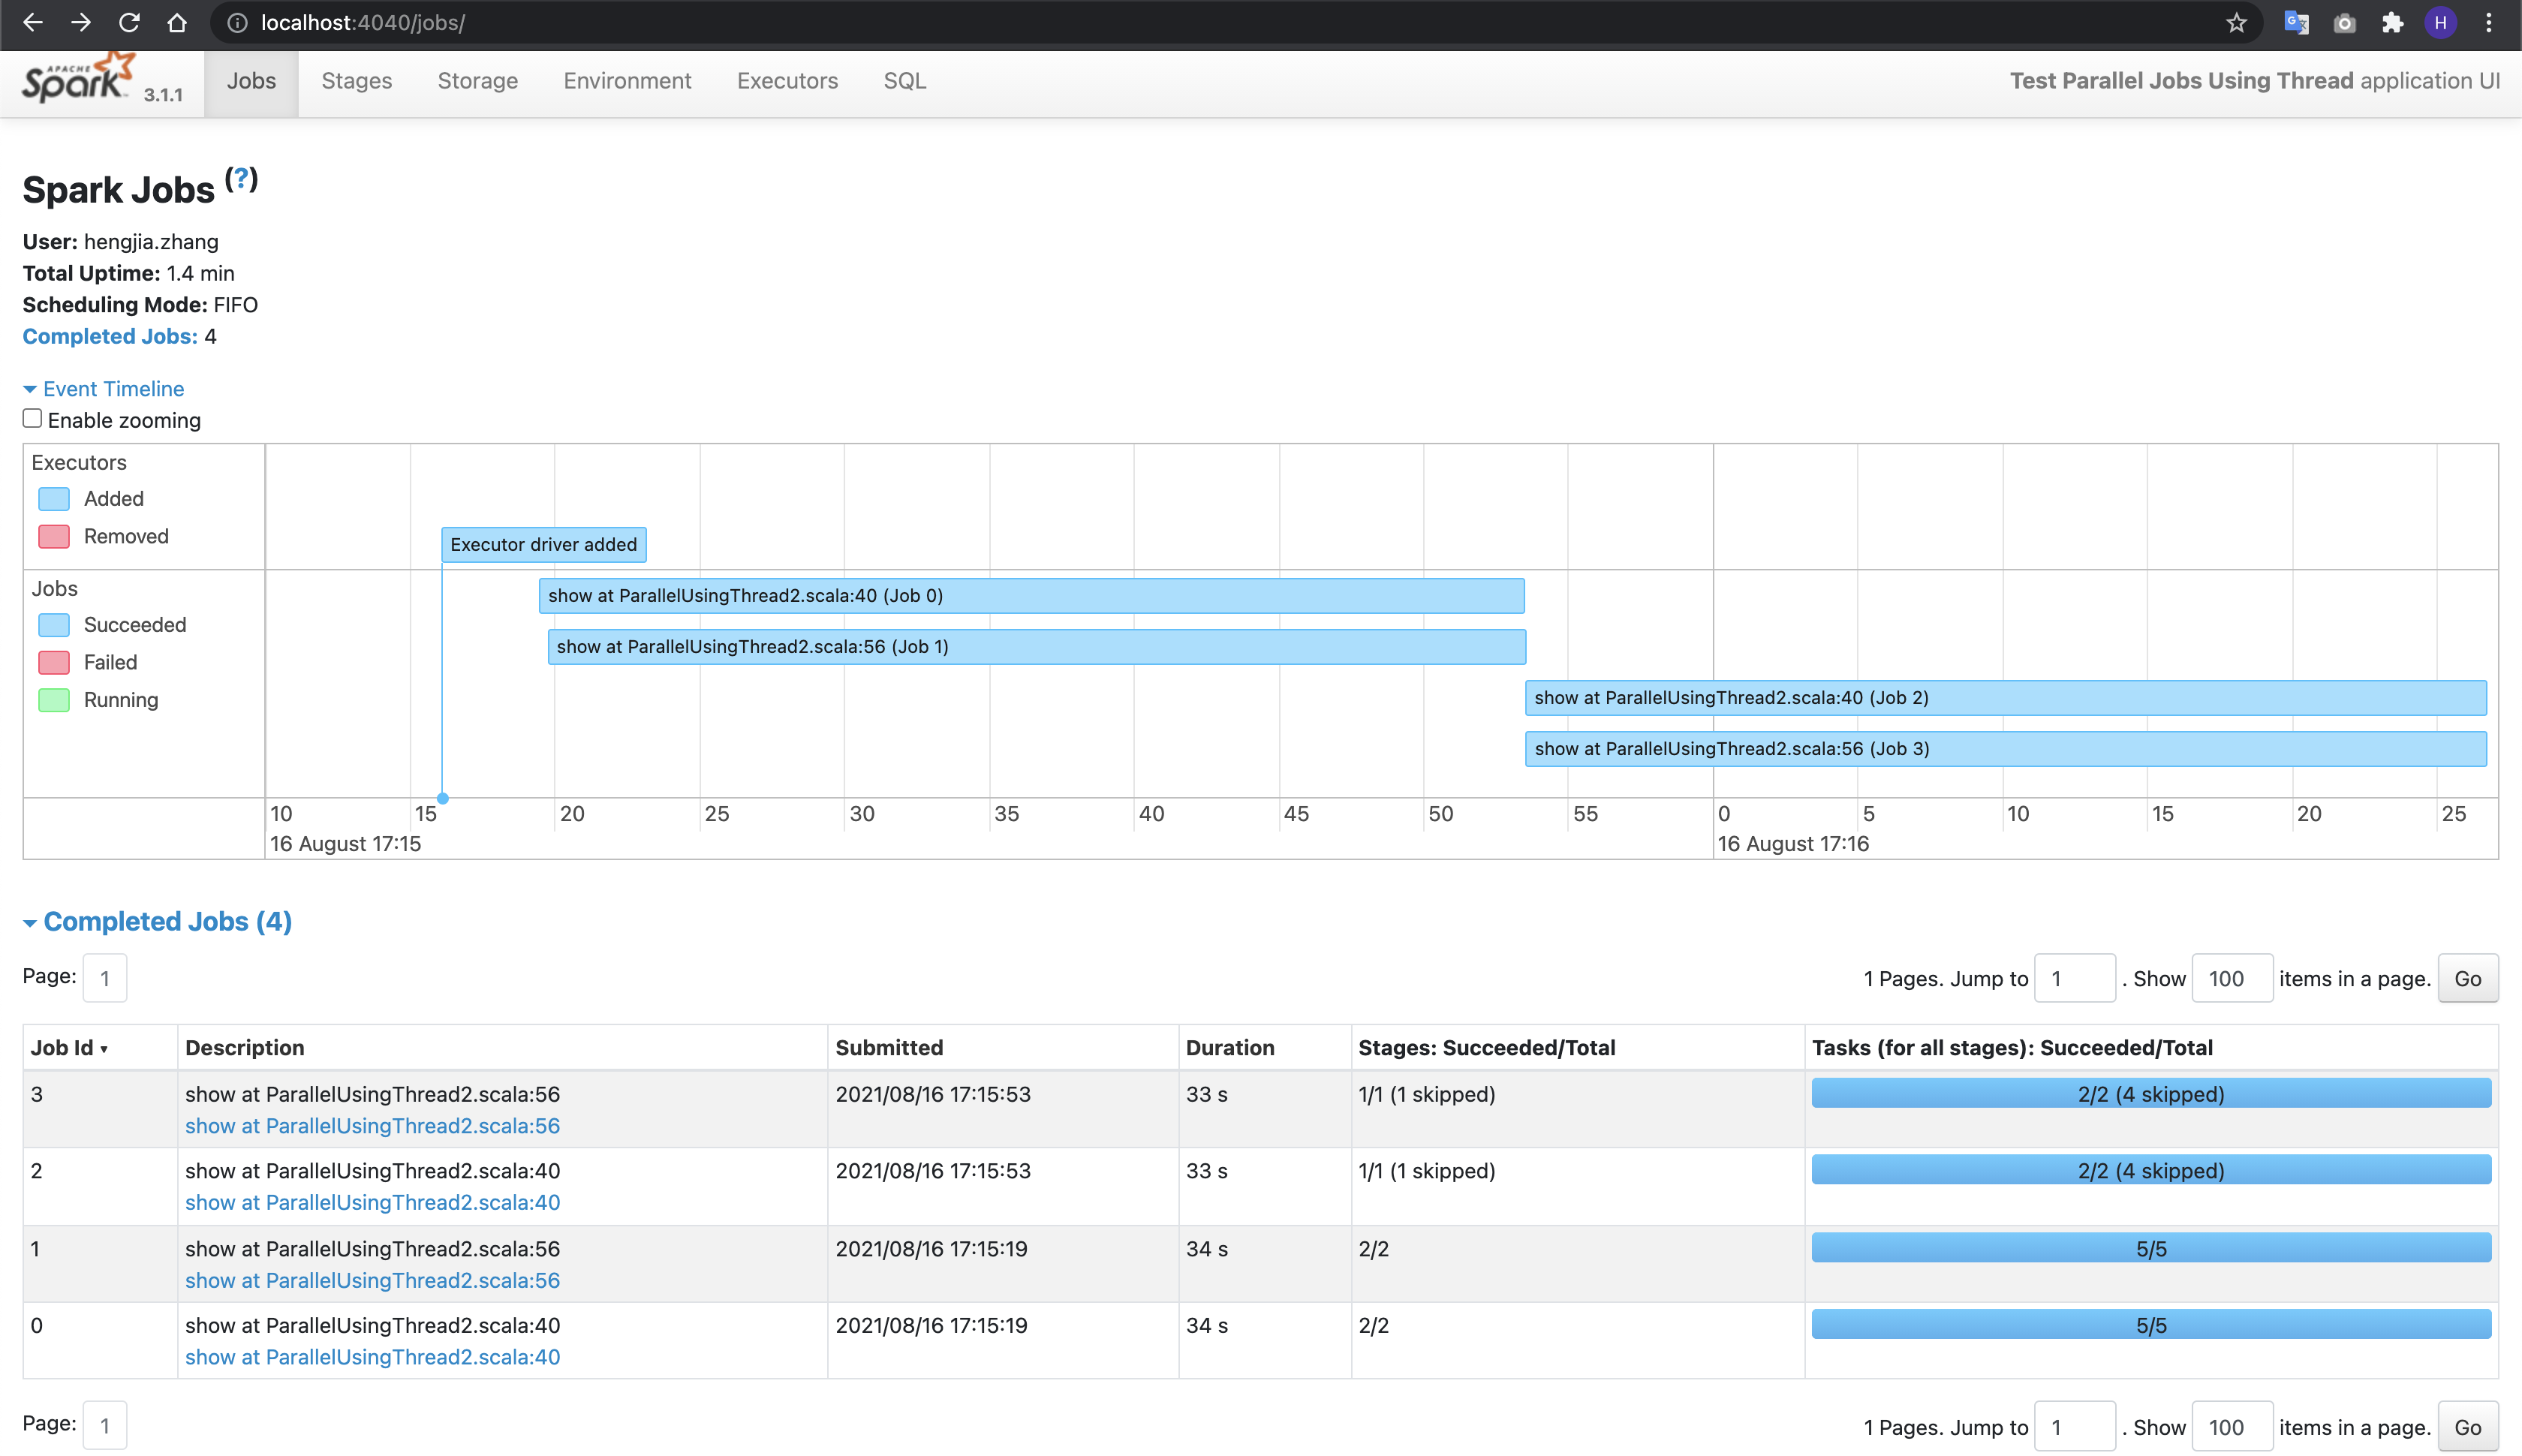 localhost:4040/jobs/
H
APACHE Spark 3.1.1 Jobs Stages Storage Environment Executors SQL Test Parallel Jobs Using Thread application UI
Spark Jobs (?)
User: hengjia.zhang
Total Uptime: 1.4 min
Scheduling Mode: FIFO
Completed Jobs: 4
Event Timeline
Enable zooming
Executors
Added
Removed
Executor driver added
Jobs
Succeeded
Failed
Running
show at ParallelUsingThread2.scala:40 (Job 0)
show at ParallelUsingThread2.scala:56 (Job 1)
show at ParallelUsingThread2.scala:40 (Job 2)
show at ParallelUsingThread2.scala:56 (Job 3)
10 15 20 25 30 35 40 45 50 55 0 5 10 15 20 25
16 August 17:15 16 August 17:16
Completed Jobs (4)
Page: 1 1 Pages. Jump to 1 . Show 100 items in a page. Go
Job Id ▾ Description Submitted Duration Stages: Succeeded/Total Tasks (for all stages): Succeeded/Total
3 show at ParallelUsingThread2.scala:56 2021/08/16 17:15:53 33 s 1/1 (1 skipped) 2/2 (4 skipped)
show at ParallelUsingThread2.scala:56
2 show at ParallelUsingThread2.scala:40 2021/08/16 17:15:53 33 s 1/1 (1 skipped) 2/2 (4 skipped)
show at ParallelUsingThread2.scala:40
1 show at ParallelUsingThread2.scala:56 2021/08/16 17:15:19 34 s 2/2 5/5
show at ParallelUsingThread2.scala:56
0 show at ParallelUsingThread2.scala:40 2021/08/16 17:15:19 34 s 2/2 5/5
show at ParallelUsingThread2.scala:40
Page: 1 1 Pages. Jump to 1 . Show 100 items in a page. Go